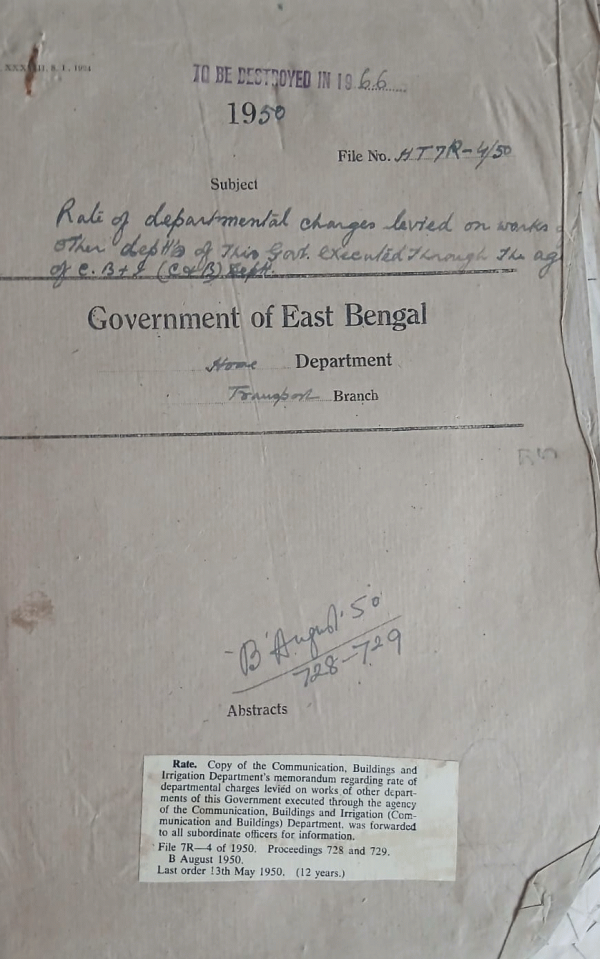 TO BE DESTROYED IN 1966
1950
File No. HT7R-4/50
Subject
Rate of departmental charges levied on works
other deptts of this Govt. executed through the ag
of C. B & I (C & B) Deptt.
Government of East Bengal
Home Department
Transport Branch
B August '50
728-729
Abstracts
Rate. Copy of the Communication, Buildings and
Irrigation Department's memorandum regarding rate of
departmental charges levied on works of other depart-
ments of this Government executed through the agency
of the Communication, Buildings and Irrigation (Com-
munication and Buildings) Department, was forwarded
to all subordinate officers for information.
File 7R—4 of 1950. Proceedings 728 and 729.
B August 1950.
Last order 13th May 1950. (12 years.)